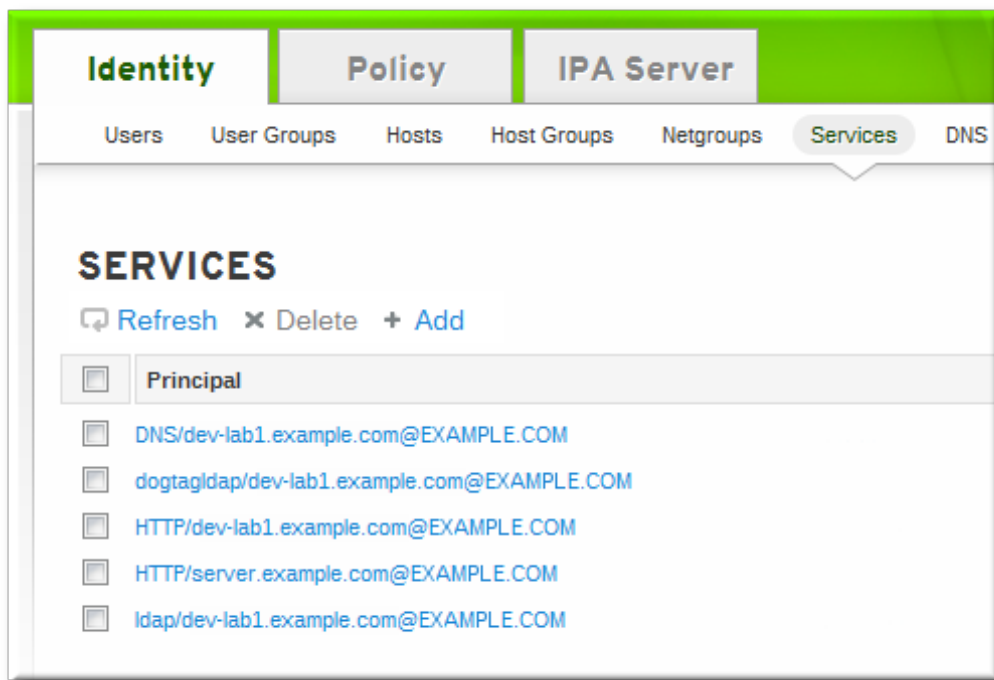 Identity Policy IPA Server
Users User Groups Hosts Host Groups Netgroups Services DNS
SERVICES
Refresh Delete Add
Principal
DNS/dev-lab1.example.com@EXAMPLE.COM
dogtagldap/dev-lab1.example.com@EXAMPLE.COM
HTTP/dev-lab1.example.com@EXAMPLE.COM
HTTP/server.example.com@EXAMPLE.COM
ldap/dev-lab1.example.com@EXAMPLE.COM